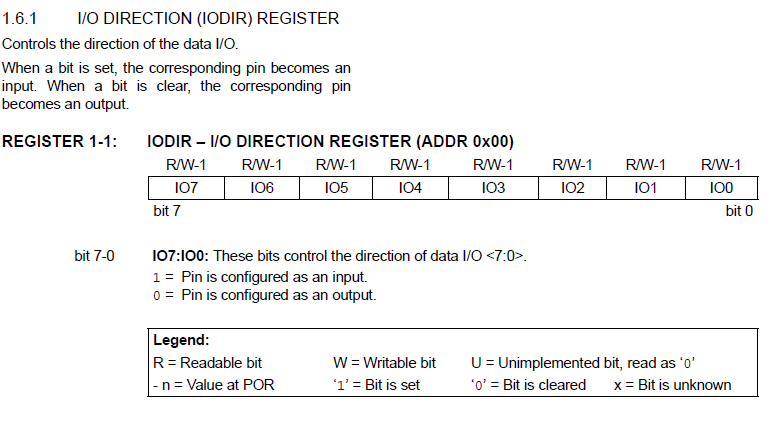 1.6.1 I/O DIRECTION (IODIR) REGISTER
Controls the direction of the data I/O.
When a bit is set, the corresponding pin becomes an
input. When a bit is clear, the corresponding pin
becomes an output.
REGISTER 1-1: IODIR – I/O DIRECTION REGISTER (ADDR 0x00)
R/W-1 R/W-1 R/W-1 R/W-1 R/W-1 R/W-1 R/W-1 R/W-1
IO7 IO6 IO5 IO4 IO3 IO2 IO1 IO0
bit 7 bit 0
bit 7-0 IO7:IO0: These bits control the direction of data I/O <7:0>.
1 = Pin is configured as an input.
0 = Pin is configured as an output.
Legend:
R = Readable bit W = Writable bit U = Unimplemented bit, read as ‘0’
- n = Value at POR ‘1’ = Bit is set ‘0’ = Bit is cleared x = Bit is unknown